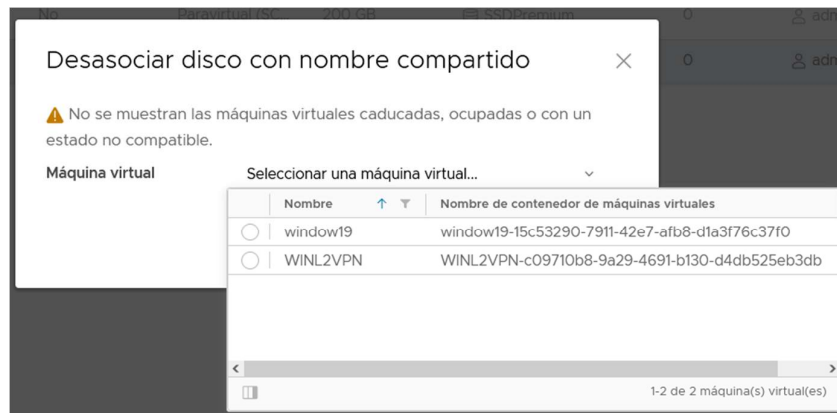 No Paravirtual (SC... 200 GB SSDPremium 0 adm
Desasociar disco con nombre compartido
0 adm
No se muestran las máquinas virtuales caducadas, ocupadas o con un
estado no compatible.
Máquina virtual Seleccionar una máquina virtual...
Nombre Nombre de contenedor de máquinas virtuales
window19 window19-15c53290-7911-42e7-afb8-d1a3f76c37f0
WINL2VPN WINL2VPN-c09710b8-9a29-4691-b130-d4db525eb3db
1-2 de 2 máquina(s) virtual(es)